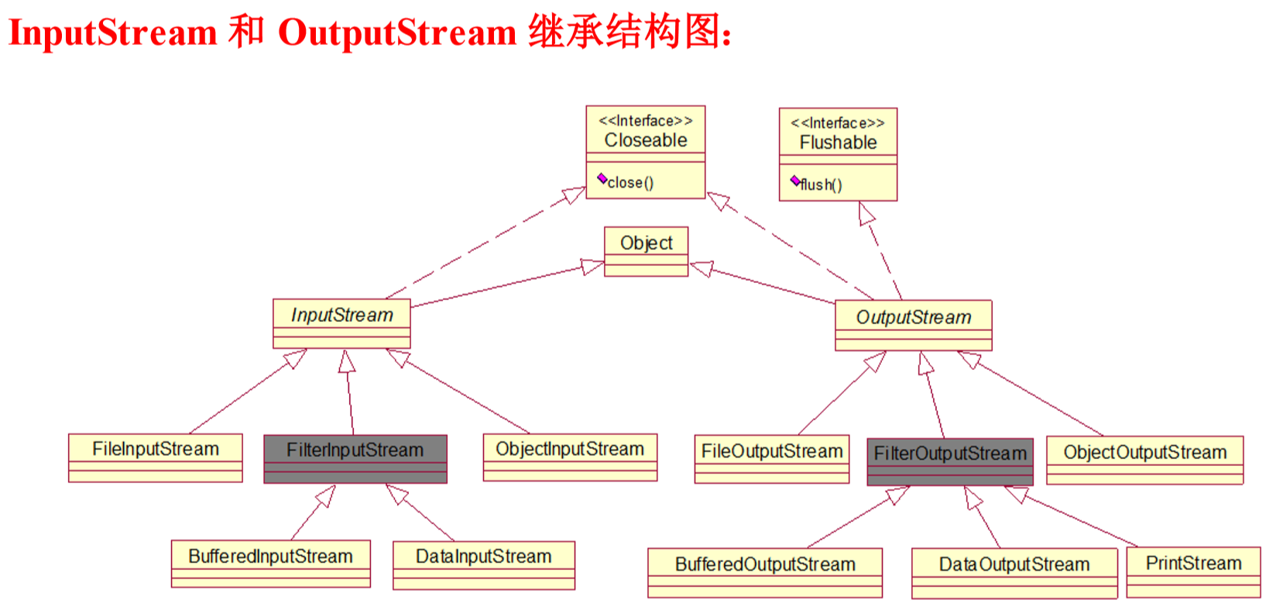 InputStream 和 OutputStream 继承结构图:
<<Interface>>
Closeable
close()
<<Interface>>
Flushable
flush()
Object
InputStream
OutputStream
FileInputStream
FilterInputStream
ObjectInputStream
FileOutputStream
FilterOutputStream
ObjectOutputStream
BufferedInputStream
DataInputStream
BufferedOutputStream
DataOutputStream
PrintStream